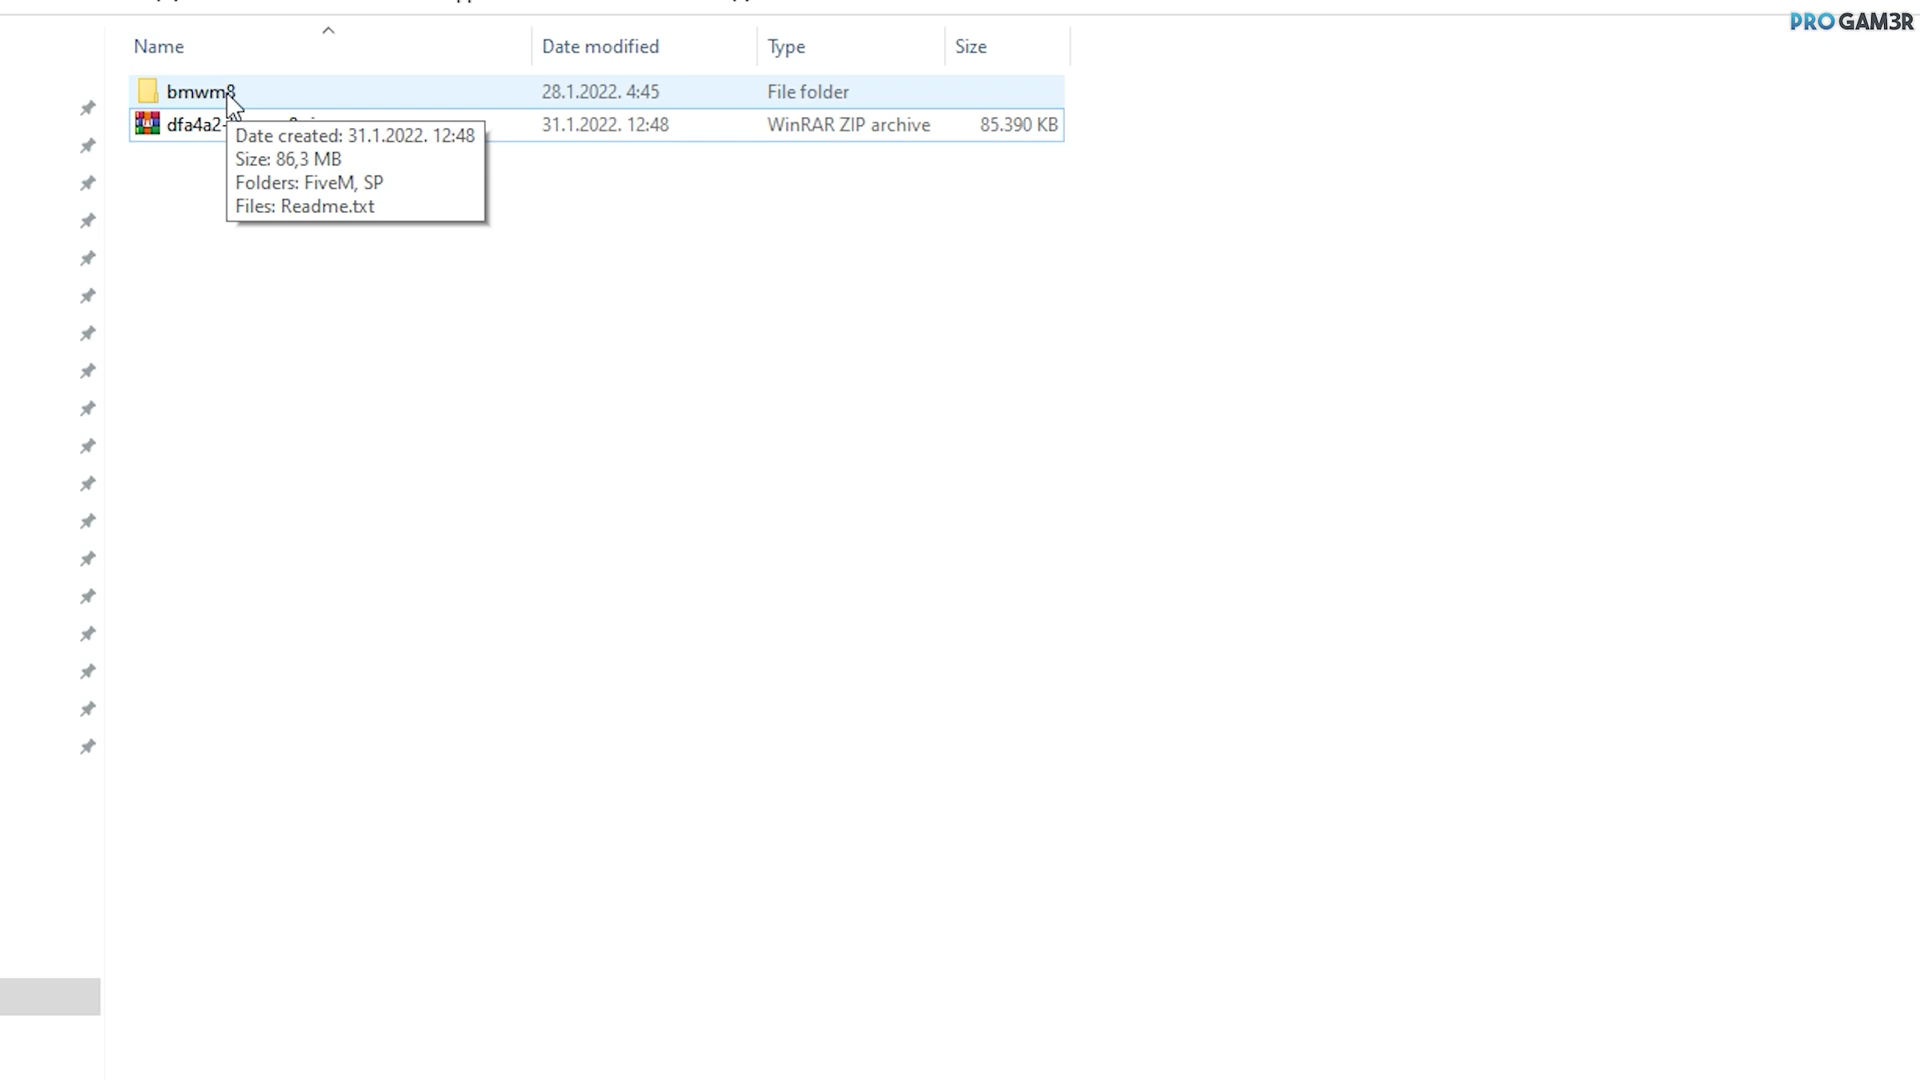 PRO GAM3R
Name Date modified Type Size
bmwm8 28.1.2022. 4:45 File folder
dfa4a2- 31.1.2022. 12:48 WinRAR ZIP archive 85.390 KB
Date created: 31.1.2022. 12:48
Size: 86,3 MB
Folders: FiveM, SP
Files: Readme.txt